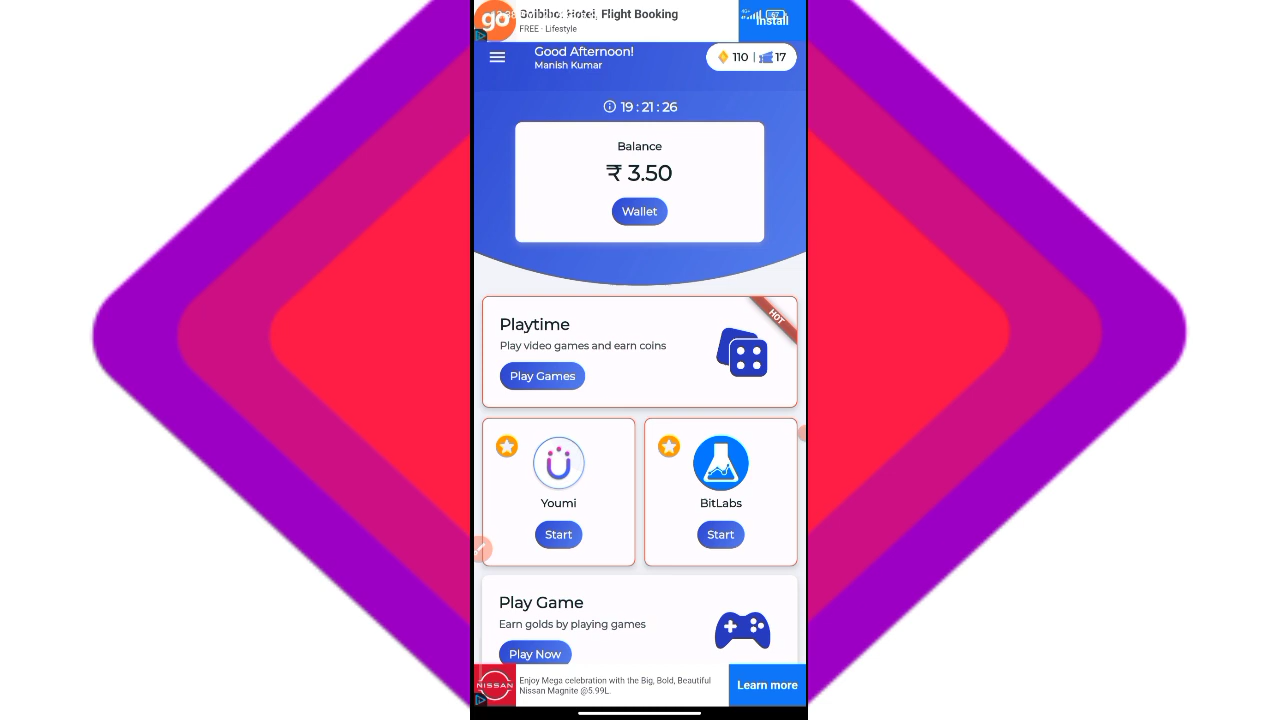 go
Goibibo: Hotel, Flight Booking
FREE · Lifestyle
4G+
67
Install
Good Afternoon!
Manish Kumar
110 | 17
19 : 21 : 26
Balance
₹ 3.50
Wallet
HOT
Playtime
Play video games and earn coins
Play Games
Youmi
BitLabs
Start
Start
Play Game
Earn golds by playing games
Play Now
NISSAN
Enjoy Mega celebration with the Big, Bold, Beautiful
Nissan Magnite @5.99L.
Learn more